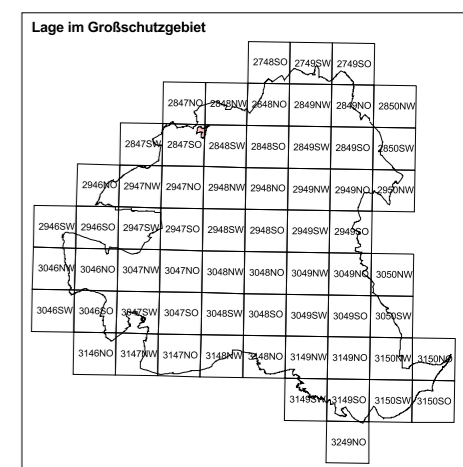 Lage im Großschutzgebiet
2748SO 2749SW 2749SO
2847NO 2848NW 2848NO 2849NW 2849NO 2850NW
2847SW 2847SO 2848SW 2848SO 2849SW 2849SO 2850SW
2946NO 2947NW 2947NO 2948NW 2948NO 2949NW 2949NO 2950NW
2946SW 2946SO 2947SW 2947SO 2948SW 2948SO 2949SW 2949SO
3046NW 3046NO 3047NW 3047NO 3048NW 3048NO 3049NW 3049NO 3050NW
3046SW 3046SO 3047SW 3047SO 3048SW 3048SO 3049SW 3049SO 3050SW
3146NO 3147NW 3147NO 3148NW 3148NO 3149NW 3149NO 3150NW 3150NO
3149SW 3149SO 3150SW 3150SO
3249NO